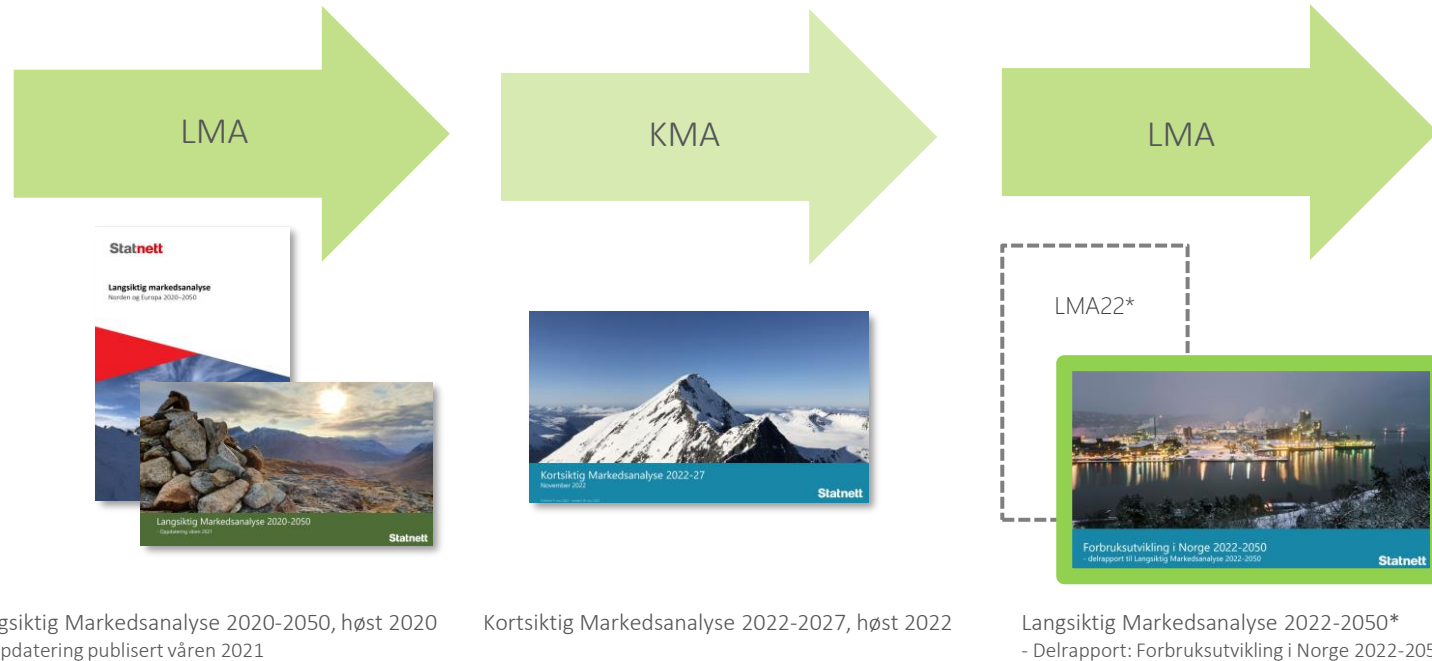 LMA
KMA
LMA
Statnett
Langsiktig markedsanalyse
Norden og Europa 2020-2050
Langsiktig Markedsanalyse 2020-2050
- Oppdatering våren 2021
Statnett
Kortsiktig Markedsanalyse 2022-27
November 2022
Statnett
LMA22*
Forbruksutvikling i Norge 2022-2050
- delrapport til Langsiktig Markedsanalyse 2022-2050
Statnett
gsiktig Markedsanalyse 2020-2050, høst 2020
pdatering publisert våren 2021
Kortsiktig Markedsanalyse 2022-2027, høst 2022
Langsiktig Markedsanalyse 2022-2050*
- Delrapport: Forbruksutvikling i Norge 2022-205